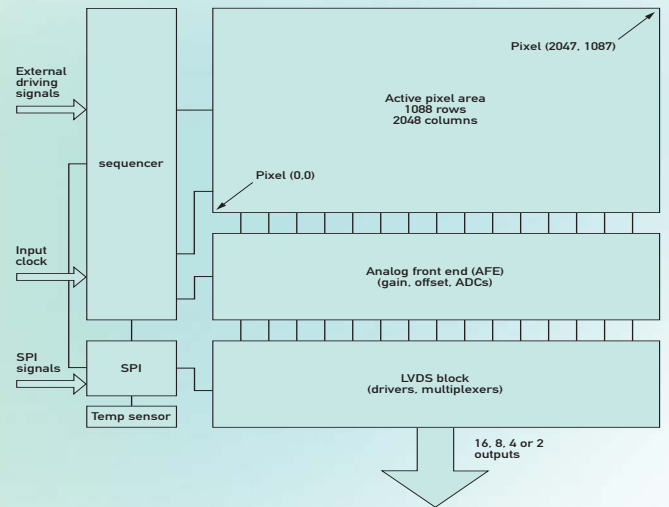 Pixel (2047, 1087)
External
driving
signals
Active pixel area
1088 rows
2048 columns
sequencer
Pixel (0,0)
Input
clock
Analog front end (AFE)
(gain, offset, ADCs)
SPI
signals
SPI
LVDS block
(drivers, multiplexers)
Temp sensor
16, 8, 4 or 2
outputs